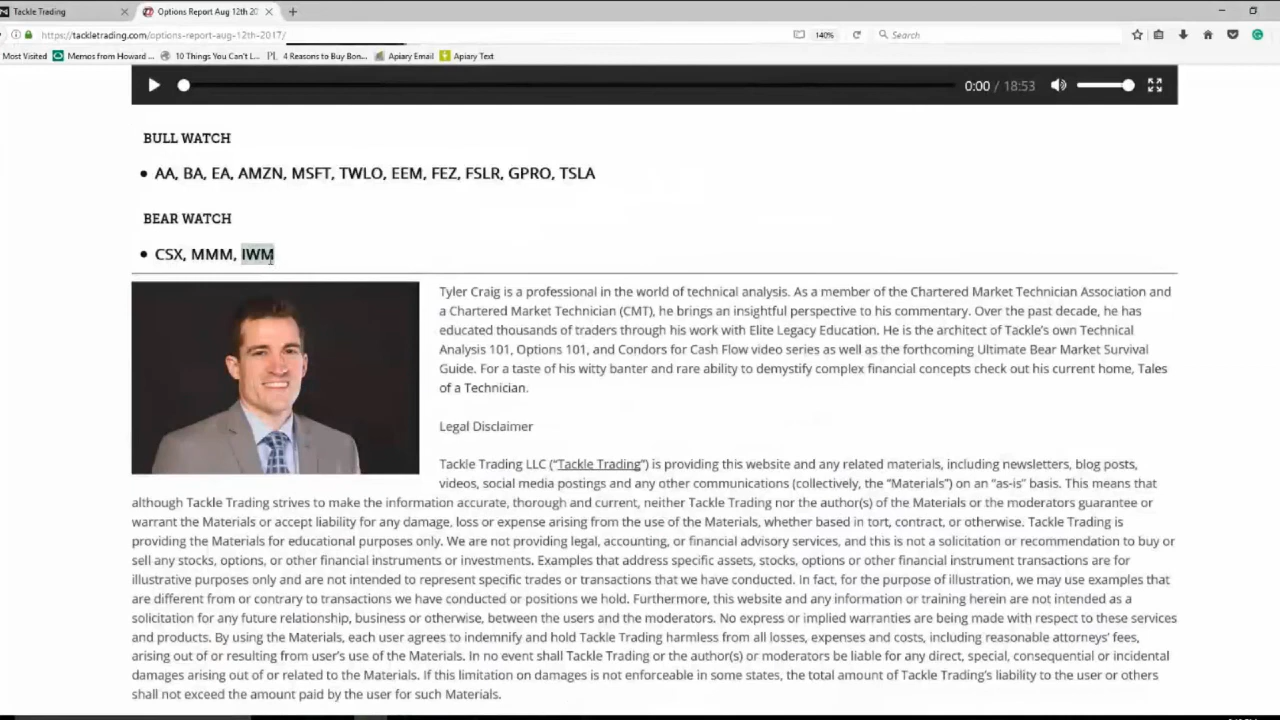 Tackle Trading
Options Report Aug 12th 20
https://tackletrading.com/options-report-aug-12th-2017/
140%
Search
Most Visited
Memos from Howard ...
10 Things You Can't L...
4 Reasons to Buy Bon...
Apiary Email
Apiary Text
0:00 / 18:53
BULL WATCH
• AA, BA, EA, AMZN, MSFT, TWLO, EEM, FEZ, FSLR, GPRO, TSLA
BEAR WATCH
• CSX, MMM, IWM
Tyler Craig is a professional in the world of technical analysis. As a member of the Chartered Market Technician Association and
a Chartered Market Technician (CMT), he brings an insightful perspective to his commentary. Over the past decade, he has
educated thousands of traders through his work with Elite Legacy Education. He is the architect of Tackle's own Technical
Analysis 101, Options 101, and Condors for Cash Flow video series as well as the forthcoming Ultimate Bear Market Survival
Guide. For a taste of his witty banter and rare ability to demystify complex financial concepts check out his current home, Tales
of a Technician.
Legal Disclaimer
Tackle Trading LLC ("Tackle Trading") is providing this website and any related materials, including newsletters, blog posts,
videos, social media postings and any other communications (collectively, the "Materials") on an "as-is" basis. This means that
although Tackle Trading strives to make the information accurate, thorough and current, neither Tackle Trading nor the author(s) of the Materials or the moderators guarantee or
warrant the Materials or accept liability for any damage, loss or expense arising from the use of the Materials, whether based in tort, contract, or otherwise. Tackle Trading is
providing the Materials for educational purposes only. We are not providing legal, accounting, or financial advisory services, and this is not a solicitation or recommendation to buy or
sell any stocks, options, or other financial instruments or investments. Examples that address specific assets, stocks, options or other financial instrument transactions are for
illustrative purposes only and are not intended to represent specific trades or transactions that we have conducted. In fact, for the purpose of illustration, we may use examples that
are different from or contrary to transactions we have conducted or positions we hold. Furthermore, this website and any information or training herein are not intended as a
solicitation for any future relationship, business or otherwise, between the users and the moderators. No express or implied warranties are being made with respect to these services
and products. By using the Materials, each user agrees to indemnify and hold Tackle Trading harmless from all losses, expenses and costs, including reasonable attorneys' fees,
arising out of or resulting from user's use of the Materials. In no event shall Tackle Trading or the author(s) or moderators be liable for any direct, special, consequential or incidental
damages arising out of or related to the Materials. If this limitation on damages is not enforceable in some states, the total amount of Tackle Trading's liability to the user or others
shall not exceed the amount paid by the user for such Materials.